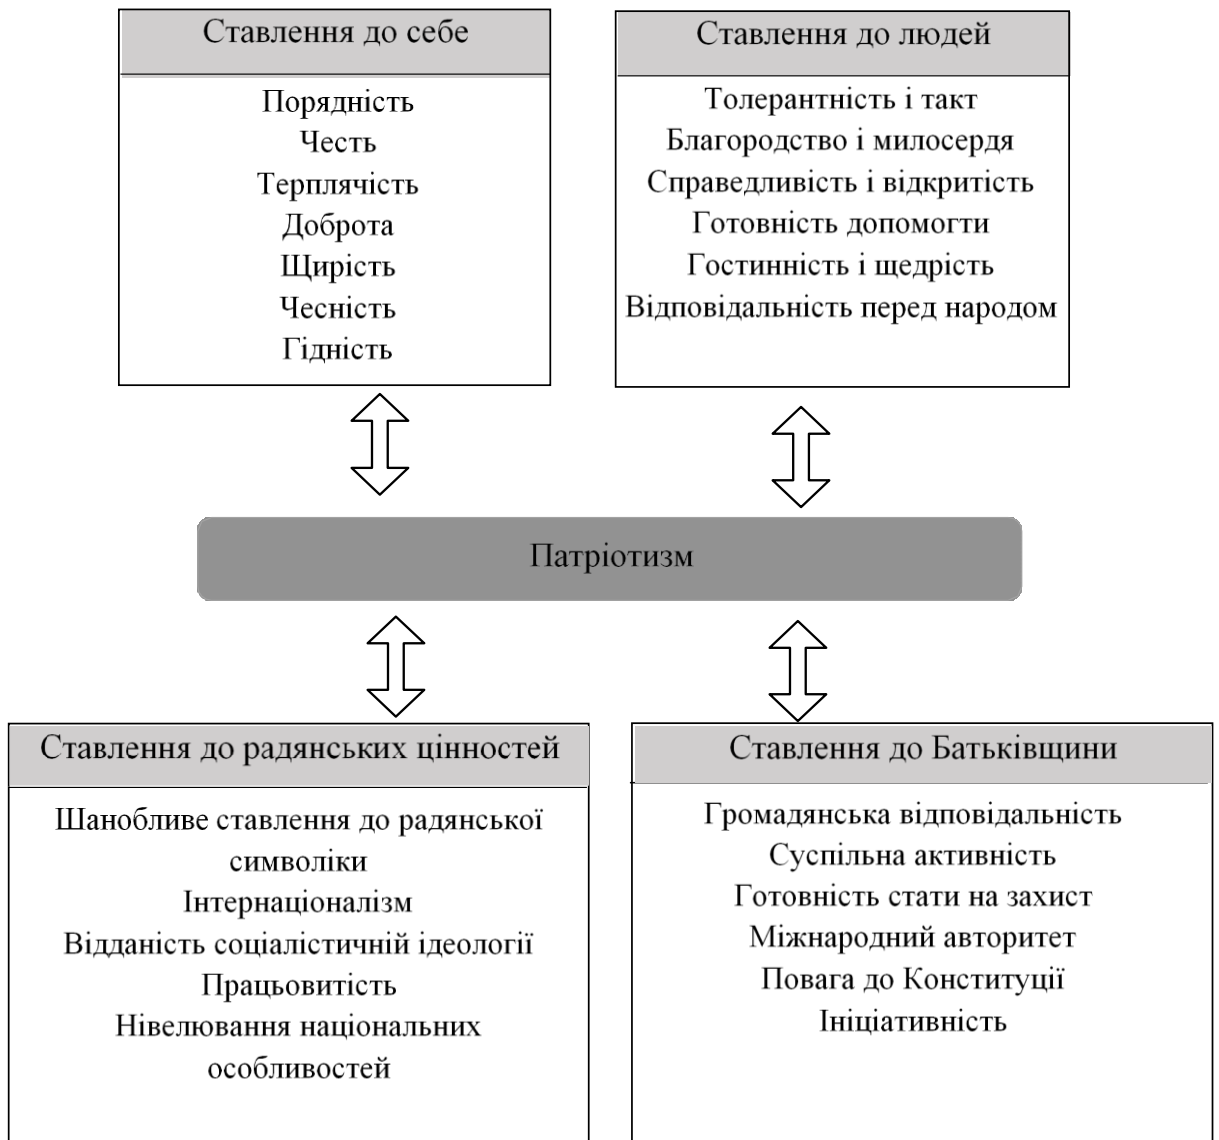 Ставлення до себе
Порядність
Честь
Терплячість
Доброта
Щирість
Чесність
Гідність
Ставлення до людей
Толерантність і такт
Благородство і милосердя
Справедливість і відкритість
Готовність допомогти
Гостинність і щедрість
Відповідальність перед народом
Патріотизм
Ставлення до радянських цінностей
Шанобливе ставлення до радянської
символіки
Інтернаціоналізм
Відданість соціалістичній ідеології
Працьовитість
Нівелювання національних
особливостей
Ставлення до Батьківщини
Громадянська відповідальність
Суспільна активність
Готовність стати на захист
Міжнародний авторитет
Повага до Конституції
Ініціативність